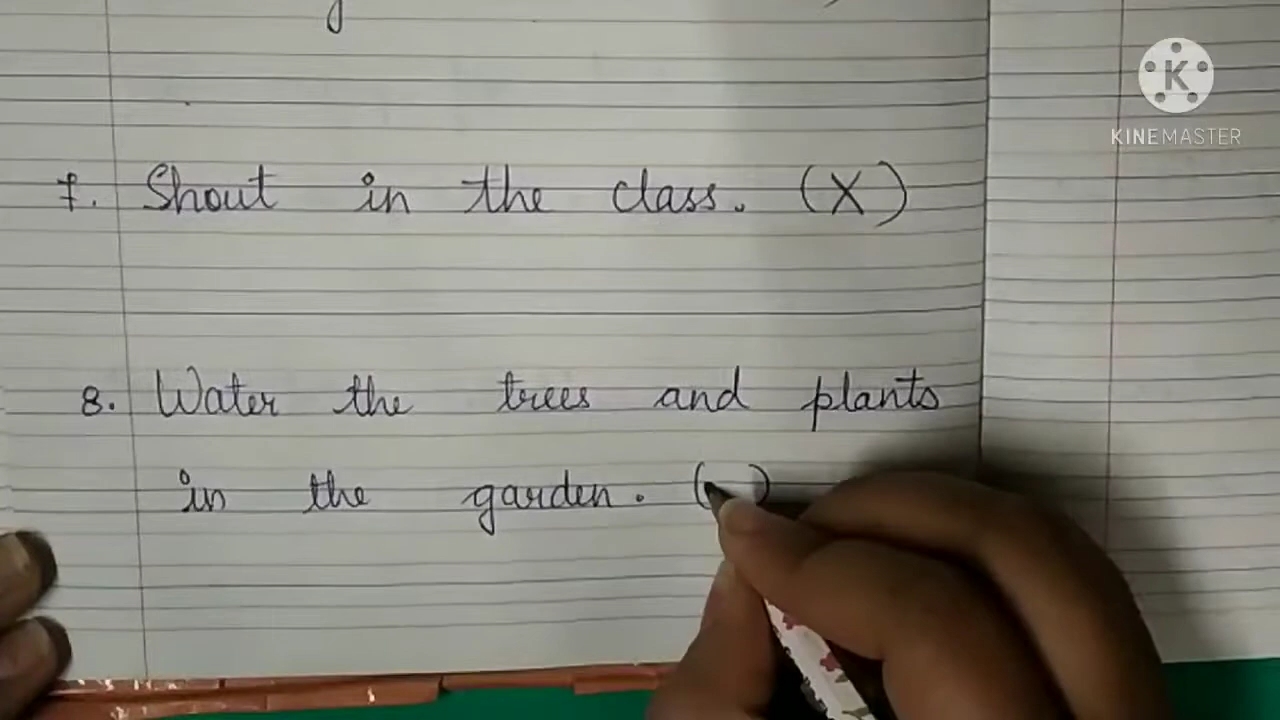 7. Shout in the class. (X)
8. Water the trees and plants
in the garden. ( )
K
KINEMASTER